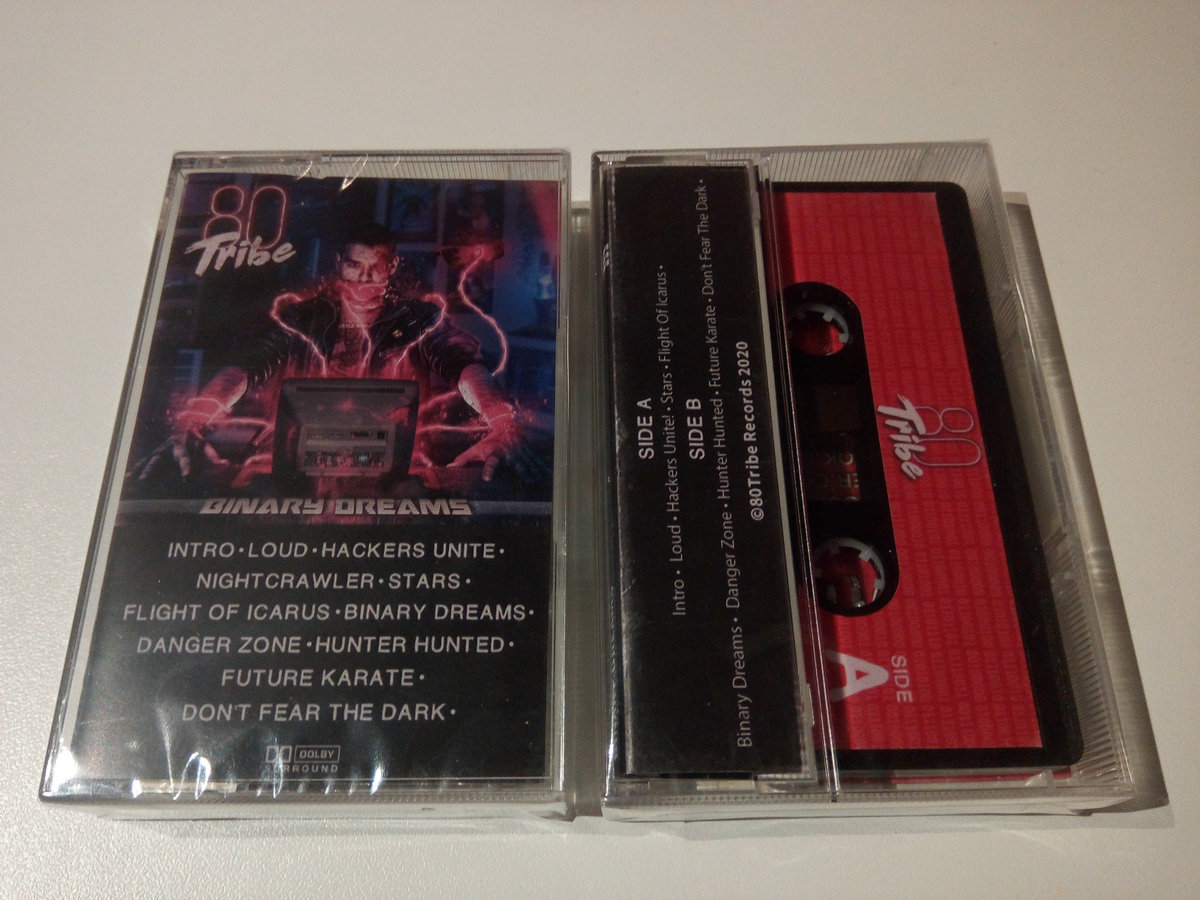 80
Tribe
BINARY DREAMS
INTRO • LOUD • HACKERS UNITE •
NIGHTCRAWLER • STARS •
FLIGHT OF ICARUS • BINARY DREAMS •
DANGER ZONE • HUNTER HUNTED •
FUTURE KARATE •
DON'T FEAR THE DARK •
DOLBY
SURROUND
SIDE A
Intro • Loud • Hackers Unite! • Stars • Flight Of Icarus •
SIDE B
Binary Dreams • Danger Zone • Hunter Hunted • Future Karate • Don't Fear The Dark •
©80Tribe Records 2020
80
Tribe
SIDE
A